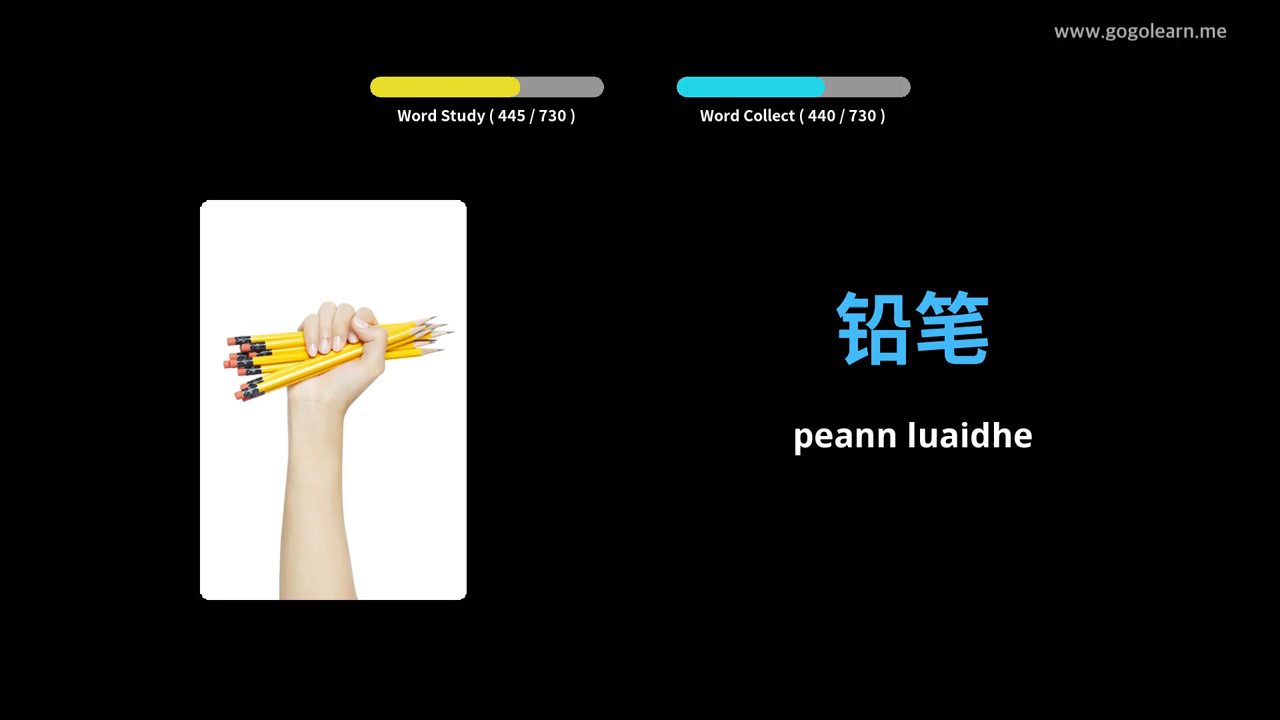 www.gogolearn.me
Word Study ( 445 / 730 )
Word Collect ( 440 / 730 )
铅笔
peann luaidhe